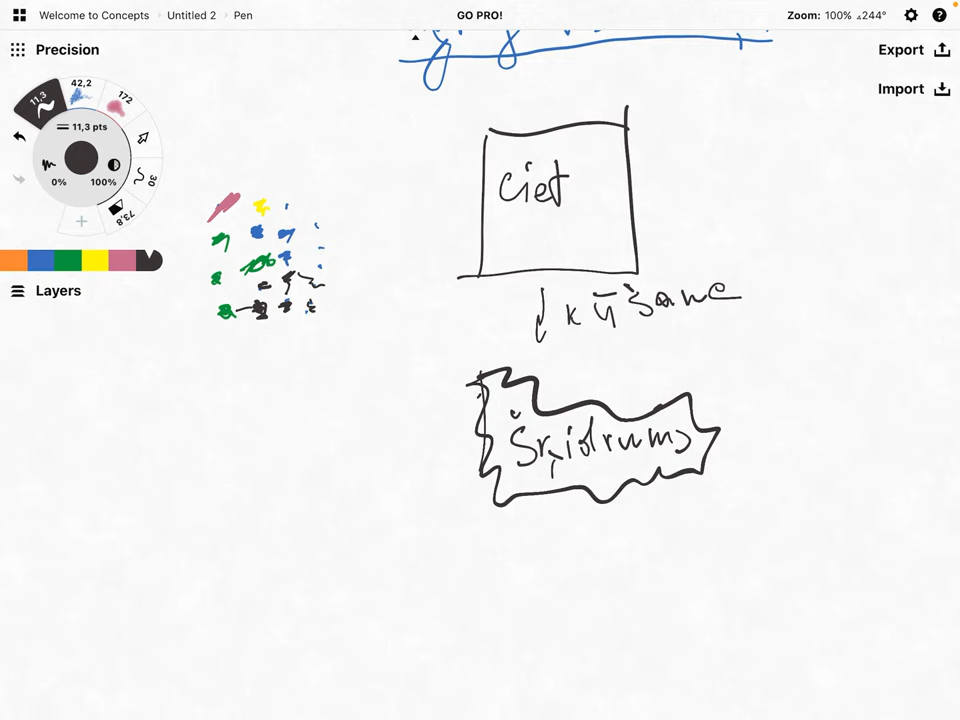 Welcome to Concepts › Untitled 2 › Pen
GO PRO!
Zoom: 100% ⊿244°
Precision
Export
Import
11,3
42,2
172
11,3 pts
0%
100%
30
73,8
Layers
ciet
kūšane
Šķidrums